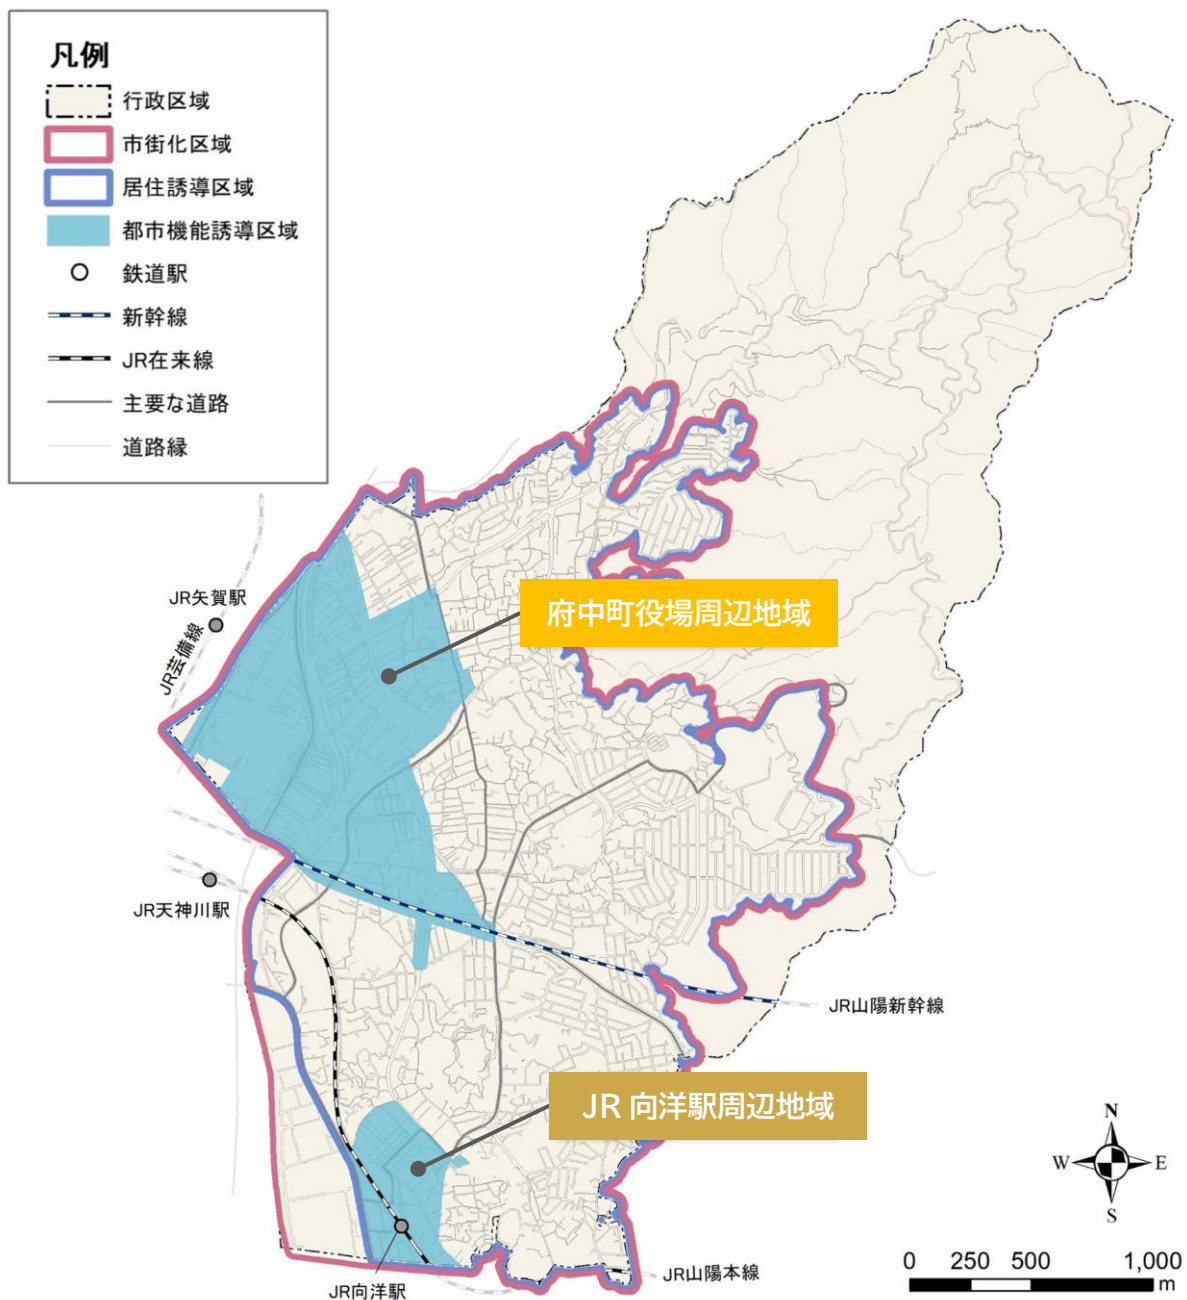 凡例
行政区域
市街化区域
居住誘導区域
都市機能誘導区域
鉄道駅
新幹線
JR在来線
主要な道路
道路縁
JR矢賀駅
JR芸備線
府中町役場周辺地域
JR天神川駅
JR山陽新幹線
JR 向洋駅周辺地域
N
W E
S
JR向洋駅
JR山陽本線
0 250 500 1,000
m